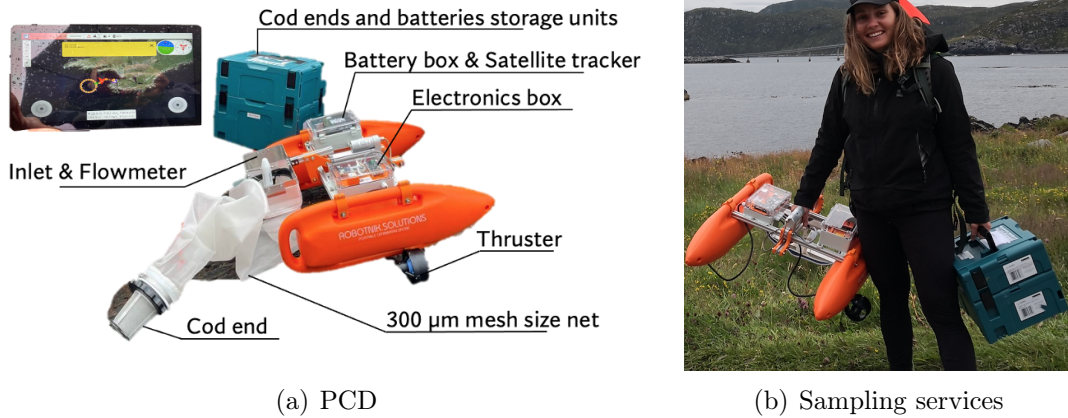 Cod ends and batteries storage units
Battery box & Satellite tracker
Electronics box
Inlet & Flowmeter
ROBOTNIK SOLUTIONS
Thruster
300 µm mesh size net
Cod end
(a) PCD
(b) Sampling services